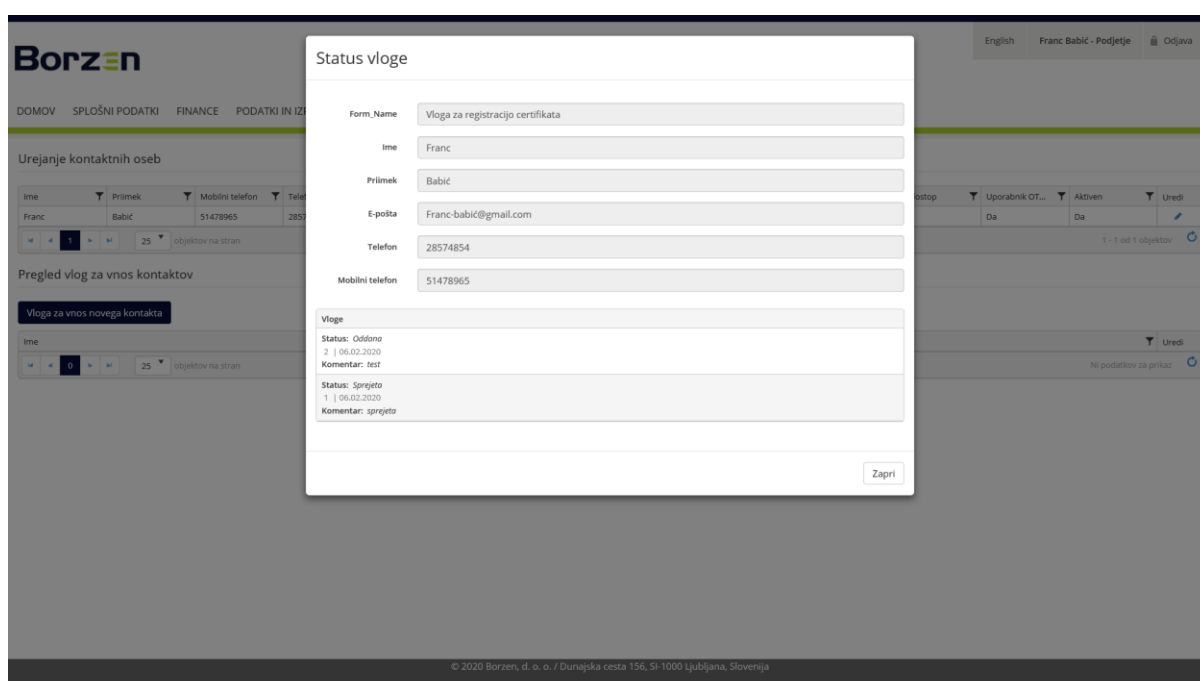 Borzen
English Franc Babić - Podjetje Odjava
DOMOV SPLOŠNI PODATKI FINANCE PODATKI IN
Urejanje kontaktnih oseb
Ime Priimek Mobilni telefon Uporabnik OT... Aktiven Uredi
Franc Babić 51478965 Da Da
1 25 objektov na stran 1 - 1 od 1 objektov
Pregled vlog za vnos kontaktov
Vloga za vnos novega kontakta
Ime Uredi
0 25 objektov na stran Ni podatkov za prikaz
Status vloge
Form_Name Vloga za registracijo certifikata
Ime Franc
Priimek Babić
E-pošta Franc-babić@gmail.com
Telefon 28574854
Mobilni telefon 51478965
Vloge
Status: Oddana
2 | 06.02.2020
Komentar: test
Status: Sprejeta
1 | 06.02.2020
Komentar: sprejeta
Zapri
© 2020 Borzen, d. o. o. / Dunajska cesta 156, SI-1000 Ljubljana, Slovenija